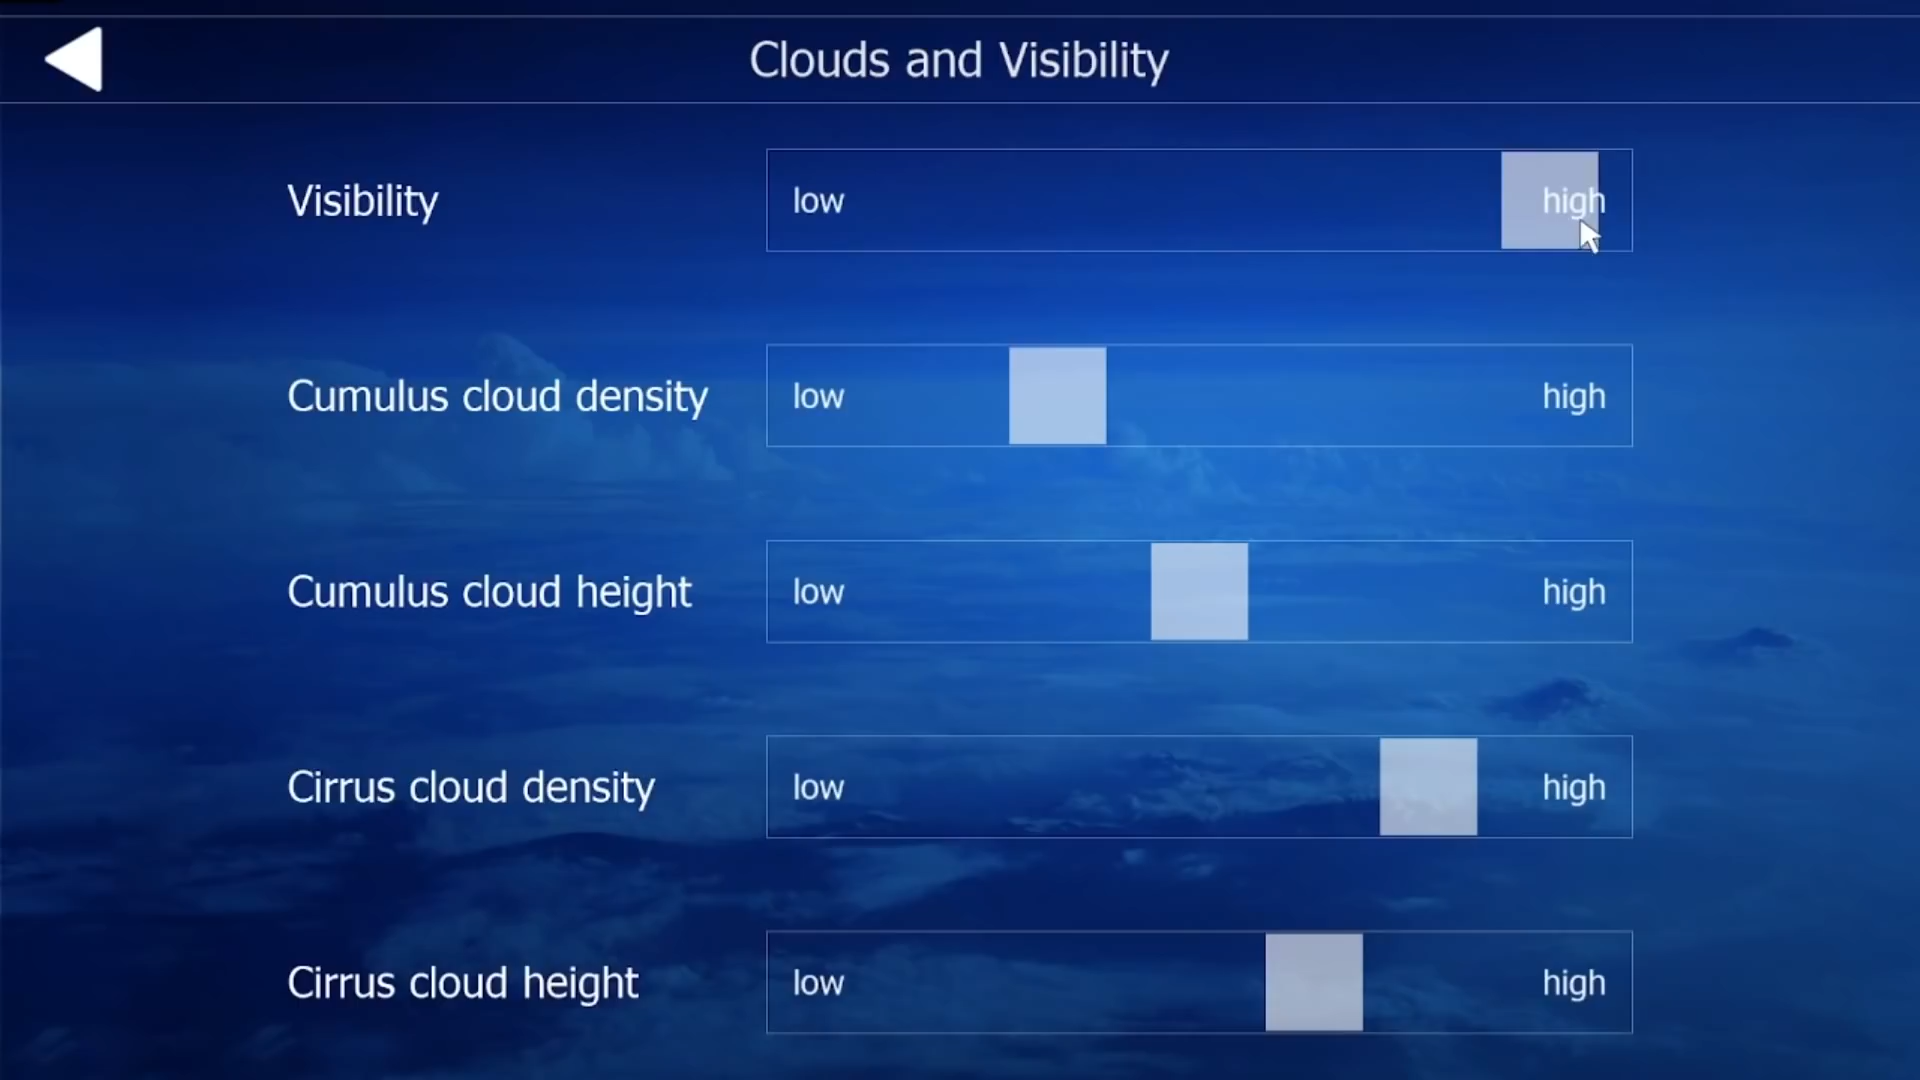 Clouds and Visibility
Visibility low high
Cumulus cloud density low high
Cumulus cloud height low high
Cirrus cloud density low high
Cirrus cloud height low high